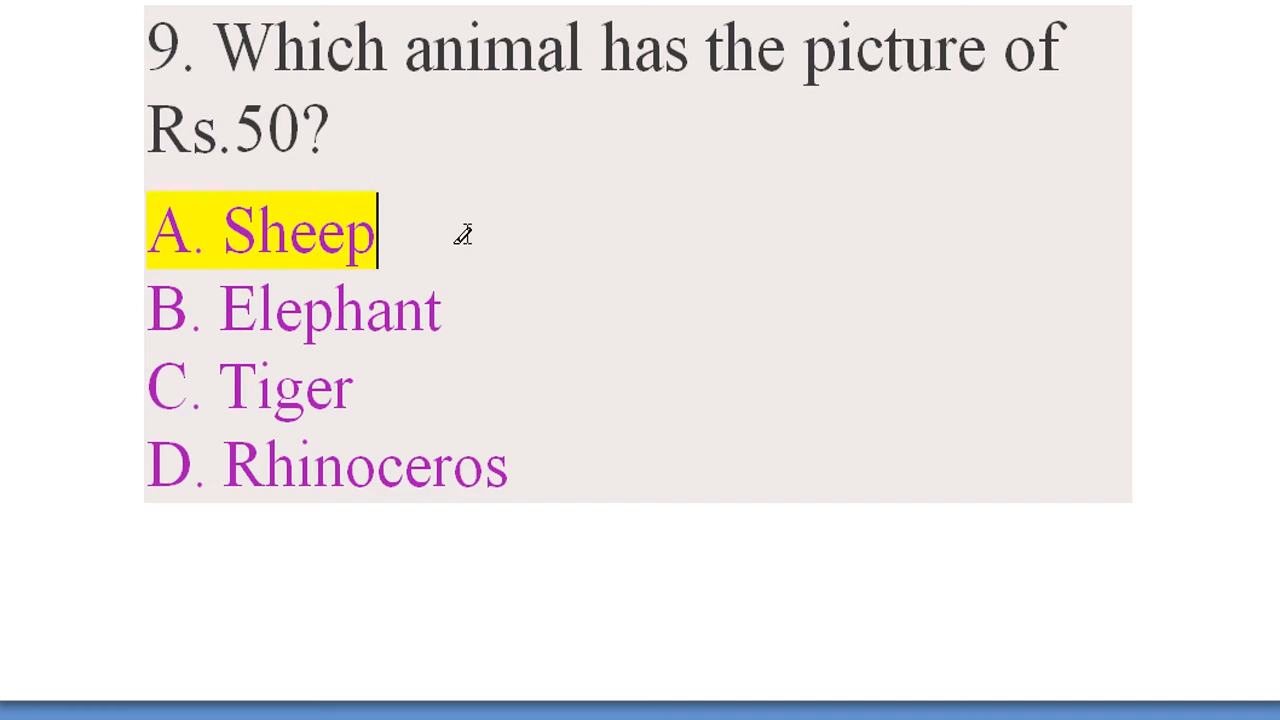 9. Which animal has the picture of
Rs.50?
A. Sheep
B. Elephant
C. Tiger
D. Rhinoceros